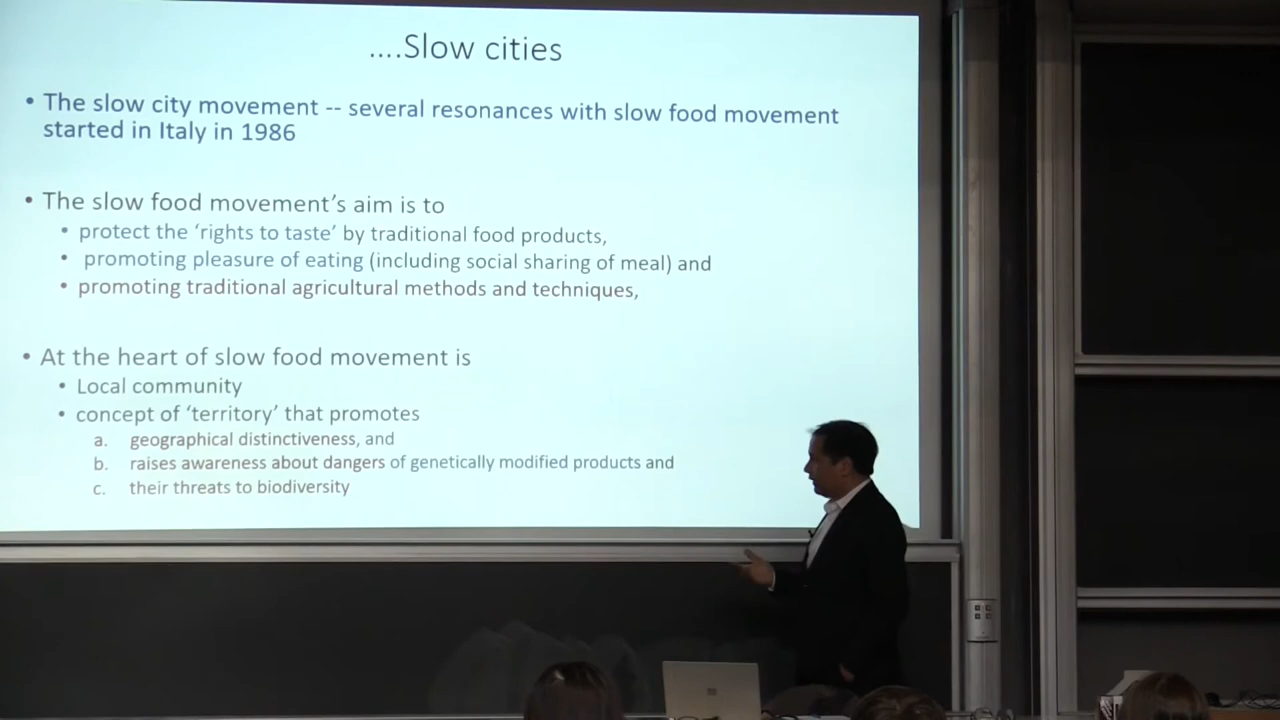 ....Slow cities
• The slow city movement -- several resonances with slow food movement
started in Italy in 1986
• The slow food movement’s aim is to
• protect the ‘rights to taste’ by traditional food products,
• promoting pleasure of eating (including social sharing of meal) and
• promoting traditional agricultural methods and techniques,
• At the heart of slow food movement is
• Local community
• concept of ‘territory’ that promotes
a. geographical distinctiveness, and
b. raises awareness about dangers of genetically modified products and
c. their threats to biodiversity